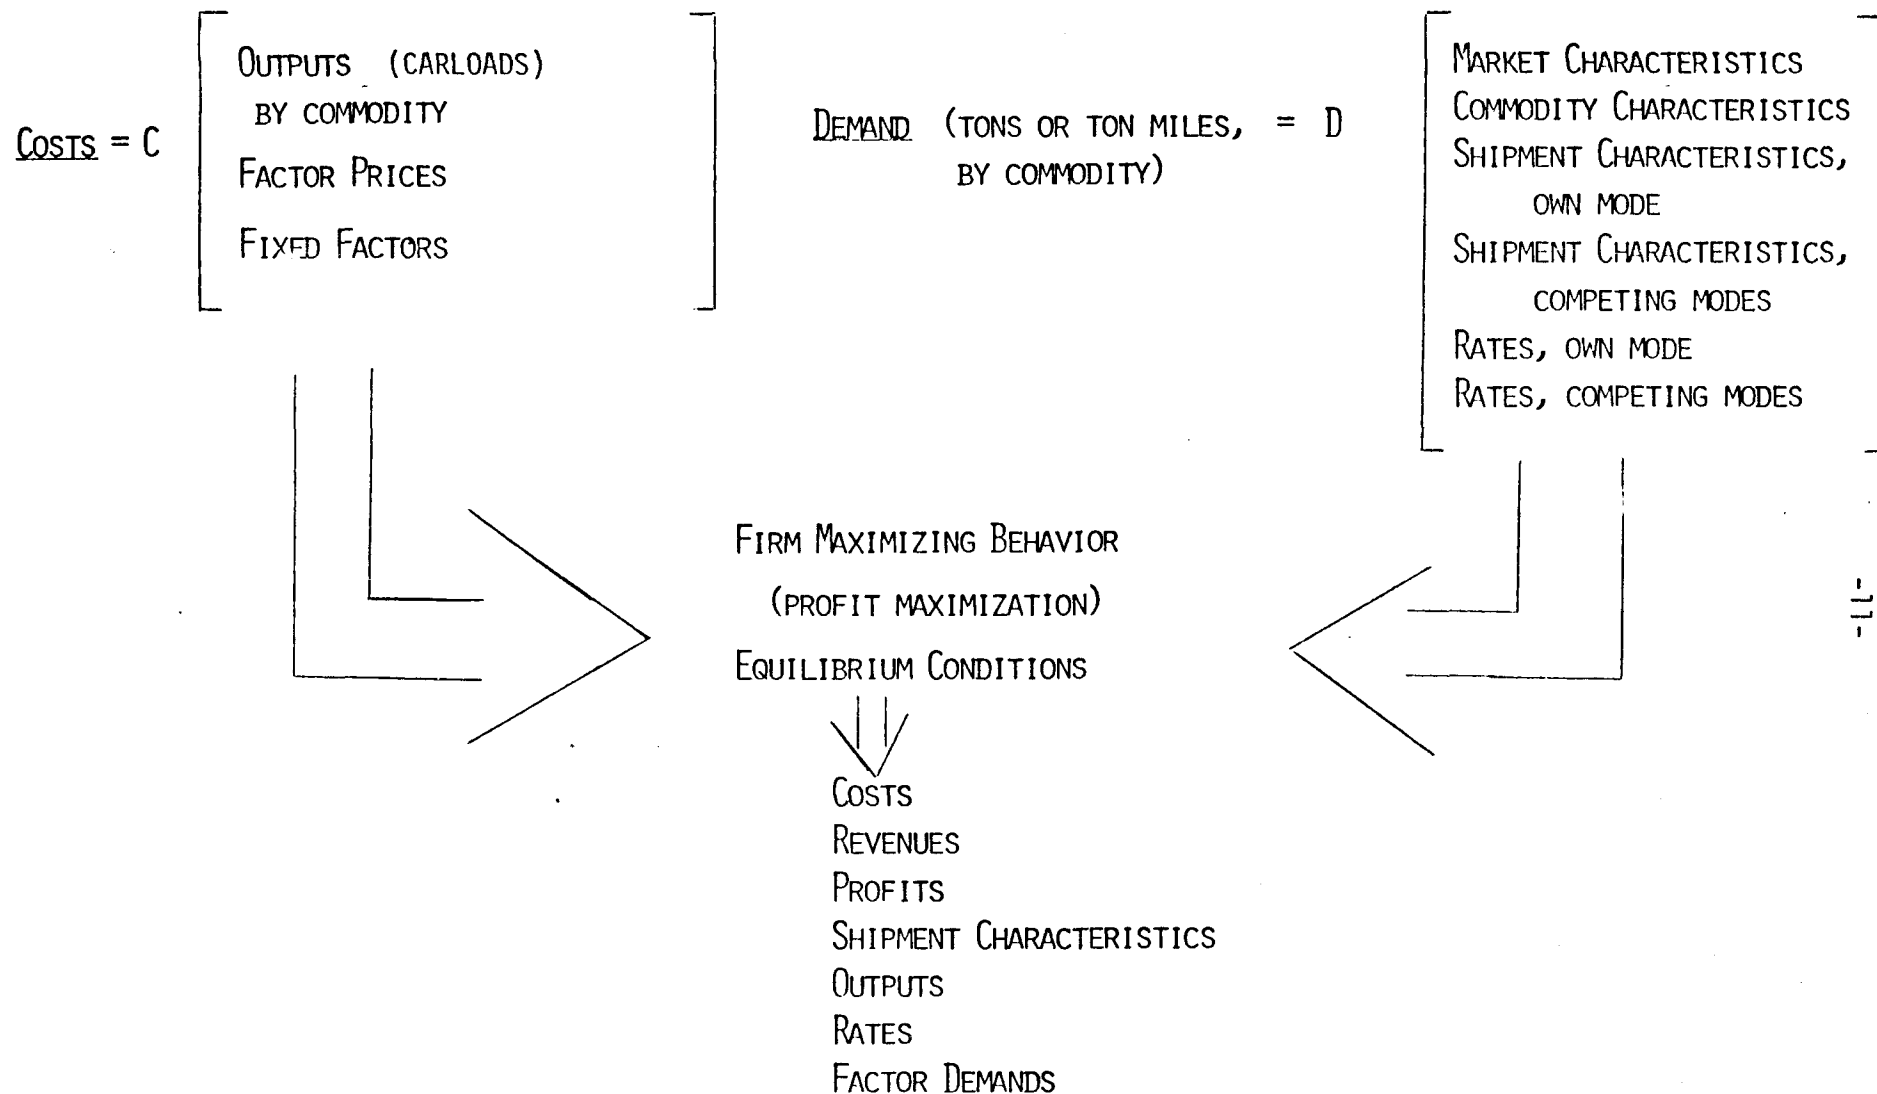 COSTS = C
OUTPUTS (CARLOADS)
BY COMMODITY
FACTOR PRICES
FIXED FACTORS
DEMAND (TONS OR TON MILES, = D
BY COMMODITY)
MARKET CHARACTERISTICS
COMMODITY CHARACTERISTICS
SHIPMENT CHARACTERISTICS,
OWN MODE
SHIPMENT CHARACTERISTICS,
COMPETING MODES
RATES, OWN MODE
RATES, COMPETING MODES
FIRM MAXIMIZING BEHAVIOR
(PROFIT MAXIMIZATION)
EQUILIBRIUM CONDITIONS
COSTS
REVENUES
PROFITS
SHIPMENT CHARACTERISTICS
OUTPUTS
RATES
FACTOR DEMANDS